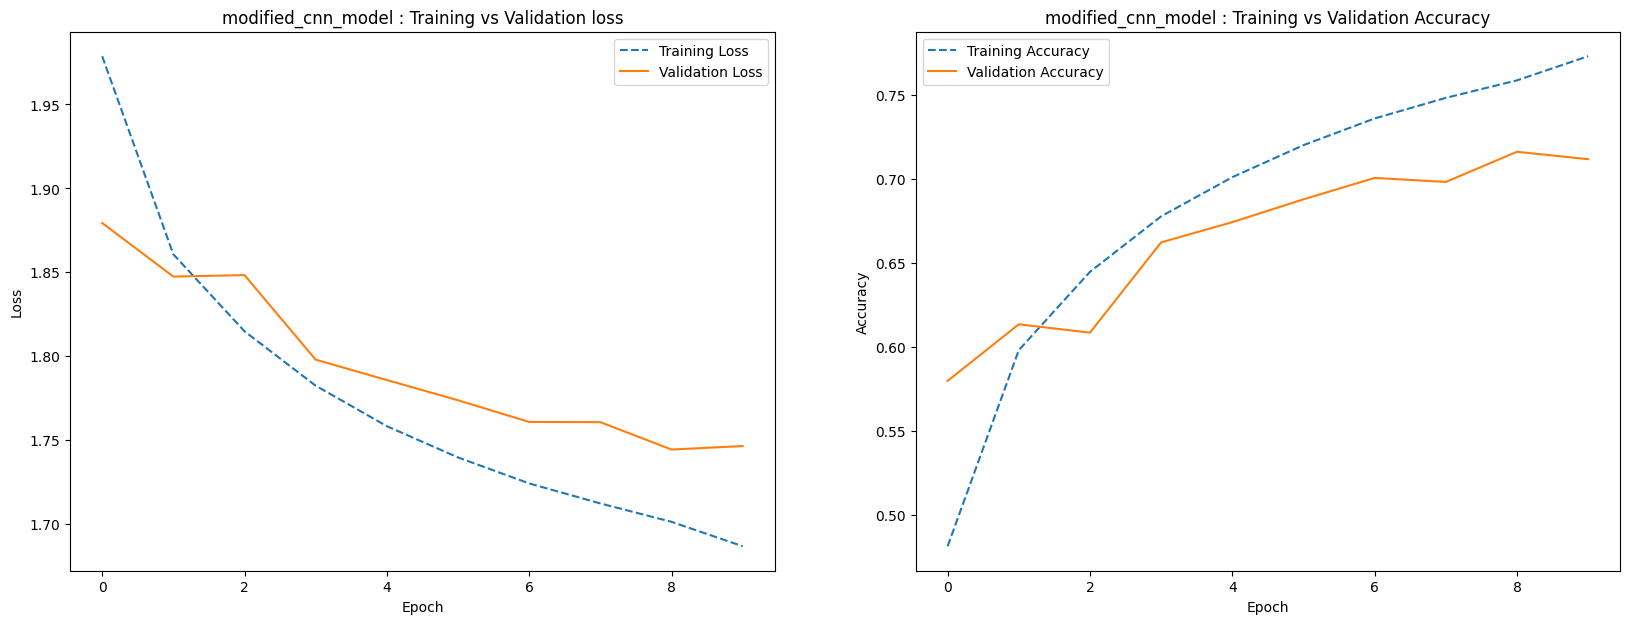 modified_cnn_model : Training vs Validation loss
Training Loss
Validation Loss
1.95
1.90
1.85
1.80
1.75
1.70
Loss
0 2 4 6 8
Epoch
modified_cnn_model : Training vs Validation Accuracy
Training Accuracy
Validation Accuracy
0.75
0.70
0.65
0.60
0.55
0.50
Accuracy
0 2 4 6 8
Epoch